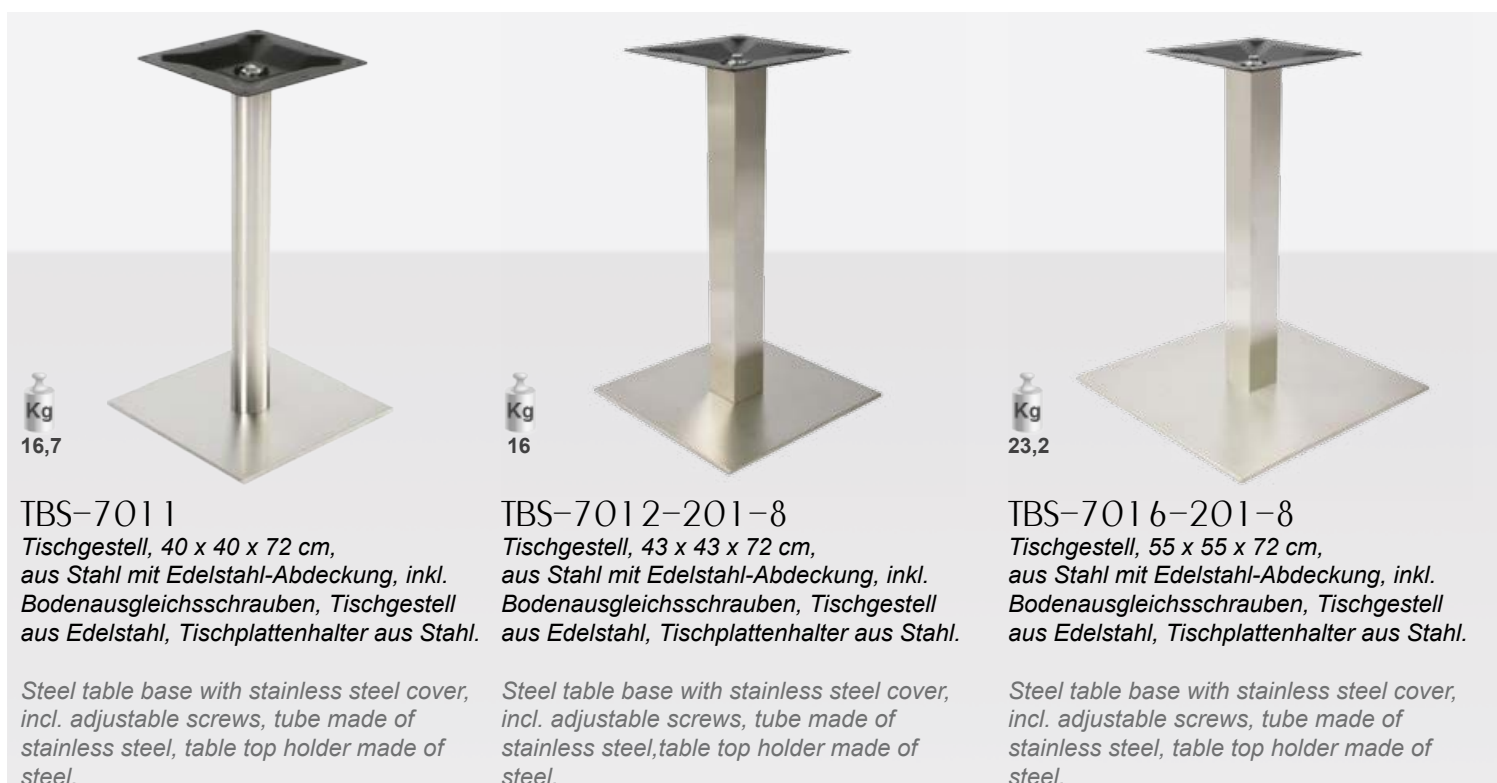 Kg
16,7
TBS-7011
Tischgestell, 40 x 40 x 72 cm,
aus Stahl mit Edelstahl-Abdeckung, inkl.
Bodenausgleichsschrauben, Tischgestell
aus Edelstahl, Tischplattenhalter aus Stahl.
Steel table base with stainless steel cover,
incl. adjustable screws, tube made of
stainless steel, table top holder made of
steel.
Kg
16
TBS-7012-201-8
Tischgestell, 43 x 43 x 72 cm,
aus Stahl mit Edelstahl-Abdeckung, inkl.
Bodenausgleichsschrauben, Tischgestell
aus Edelstahl, Tischplattenhalter aus Stahl.
Steel table base with stainless steel cover,
incl. adjustable screws, tube made of
stainless steel,table top holder made of
steel.
Kg
23,2
TBS-7016-201-8
Tischgestell, 55 x 55 x 72 cm,
aus Stahl mit Edelstahl-Abdeckung, inkl.
Bodenausgleichsschrauben, Tischgestell
aus Edelstahl, Tischplattenhalter aus Stahl.
Steel table base with stainless steel cover,
incl. adjustable screws, tube made of
stainless steel, table top holder made of
steel.